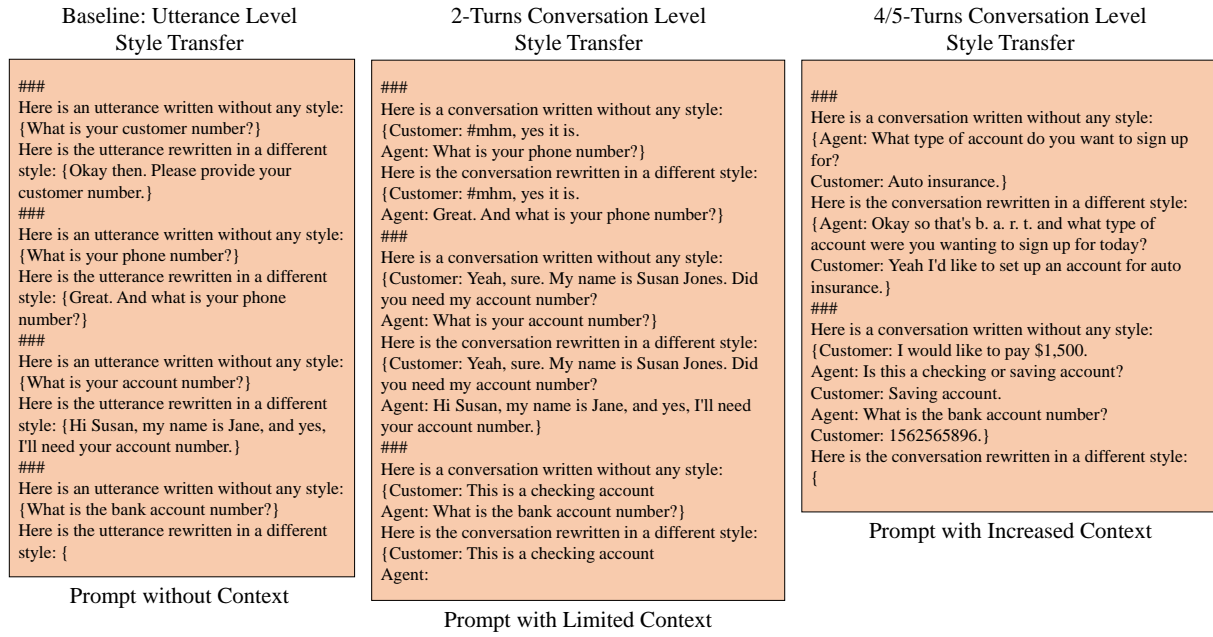 Baseline: Utterance Level
Style Transfer
###
Here is an utterance written without any style:
{What is your customer number?}
Here is the utterance rewritten in a different
style: {Okay then. Please provide your
customer number.}
###
Here is an utterance written without any style:
{What is your phone number?}
Here is the utterance rewritten in a different
style: {Great. And what is your phone
number?}
###
Here is an utterance written without any style:
{What is your account number?}
Here is the utterance rewritten in a different
style: {Hi Susan, my name is Jane, and yes,
I'll need your account number.}
###
Here is an utterance written without any style:
{What is the bank account number?}
Here is the utterance rewritten in a different
style: {
Prompt without Context
2-Turns Conversation Level
Style Transfer
###
Here is a conversation written without any style:
{Customer: #mhm, yes it is.
Agent: What is your phone number?}
Here is the conversation rewritten in a different style:
{Customer: #mhm, yes it is.
Agent: Great. And what is your phone number?}
###
Here is a conversation written without any style:
{Customer: Yeah, sure. My name is Susan Jones. Did
you need my account number?
Agent: What is your account number?}
Here is the conversation rewritten in a different style:
{Customer: Yeah, sure. My name is Susan Jones. Did
you need my account number?
Agent: Hi Susan, my name is Jane, and yes, I'll need
your account number.}
###
Here is a conversation written without any style:
{Customer: This is a checking account
Agent: What is the bank account number?}
Here is the conversation rewritten in a different style:
{Customer: This is a checking account
Agent:
Prompt with Limited Context
4/5-Turns Conversation Level
Style Transfer
###
Here is a conversation written without any style:
{Agent: What type of account do you want to sign up
for?
Customer: Auto insurance.}
Here is the conversation rewritten in a different style:
{Agent: Okay so that's b. a. r. t. and what type of
account were you wanting to sign up for today?
Customer: Yeah I'd like to set up an account for auto
insurance.}
###
Here is a conversation written without any style:
{Customer: I would like to pay $1,500.
Agent: Is this a checking or saving account?
Customer: Saving account.
Agent: What is the bank account number?
Customer: 1562565896.}
Here is the conversation rewritten in a different style:
{
Prompt with Increased Context